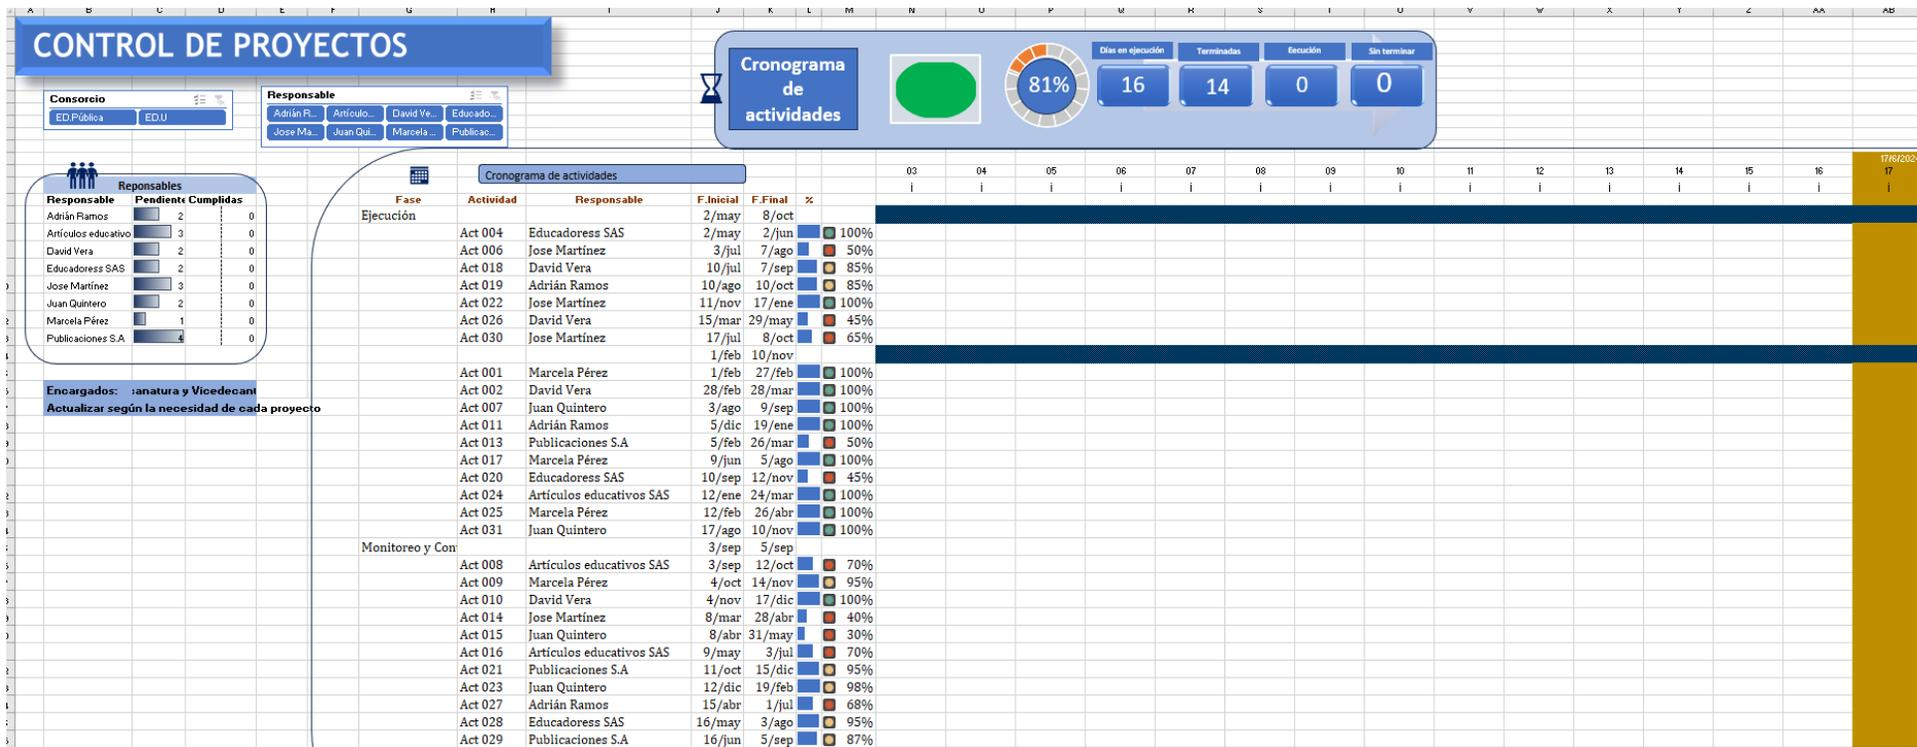 A B C D E F G H I J K L M N O P Q R S T U V W X Y Z AA AB
CONTROL DE PROYECTOS
Consorcio
ED.Pública ED.U
Responsable
Adrián R... Artículo... David Ve... Educado...
Jose Ma... Juan Qui... Marcela ... Publicac...
Cronograma
de
actividades
81%
Días en ejecución Terminadas Eecución Sin terminar
16 14 0 0
Reponsables
Responsable Pendiente Cumplidas
Adrián Ramos 2 0
Artículos educativo 3 0
David Vera 2 0
Educadoress SAS 2 0
Jose Martínez 3 0
Juan Quintero 2 0
Marcela Pérez 1 0
Publicaciones S.A 4 0
Encargados: anatura y Vicedecan
Actualizar según la necesidad de cada proyecto
Cronograma de actividades
17/6/202
03 04 05 06 07 08 09 10 11 12 13 14 15 16 17
i i i i i i i i i i i i i i i
Fase Actividad Responsable F.Inicial F.Final %
Ejecución 2/may 8/oct
Act 004 Educadoress SAS 2/may 2/jun 100%
Act 006 Jose Martínez 3/jul 7/ago 50%
Act 018 David Vera 10/jul 7/sep 85%
Act 019 Adrián Ramos 10/ago 10/oct 85%
Act 022 Jose Martínez 11/nov 17/ene 100%
Act 026 David Vera 15/mar 29/may 45%
Act 030 Jose Martínez 17/jul 8/oct 65%
1/feb 10/nov
Act 001 Marcela Pérez 1/feb 27/feb 100%
Act 002 David Vera 28/feb 28/mar 100%
Act 007 Juan Quintero 3/ago 9/sep 100%
Act 011 Adrián Ramos 5/dic 19/ene 100%
Act 013 Publicaciones S.A 5/feb 26/mar 50%
Act 017 Marcela Pérez 9/jun 5/ago 100%
Act 020 Educadoress SAS 10/sep 12/nov 45%
Act 024 Artículos educativos SAS 12/ene 24/mar 100%
Act 025 Marcela Pérez 12/feb 26/abr 100%
Act 031 Juan Quintero 17/ago 10/nov 100%
Monitoreo y Con 3/sep 5/sep
Act 008 Artículos educativos SAS 3/sep 12/oct 70%
Act 009 Marcela Pérez 4/oct 14/nov 95%
Act 010 David Vera 4/nov 17/dic 100%
Act 014 Jose Martínez 8/mar 28/abr 40%
Act 015 Juan Quintero 8/abr 31/may 30%
Act 016 Artículos educativos SAS 9/may 3/jul 70%
Act 021 Publicaciones S.A 11/oct 15/dic 95%
Act 023 Juan Quintero 12/dic 19/feb 98%
Act 027 Adrián Ramos 15/abr 1/jul 68%
Act 028 Educadoress SAS 16/may 3/ago 95%
Act 029 Publicaciones S.A 16/jun 5/sep 87%